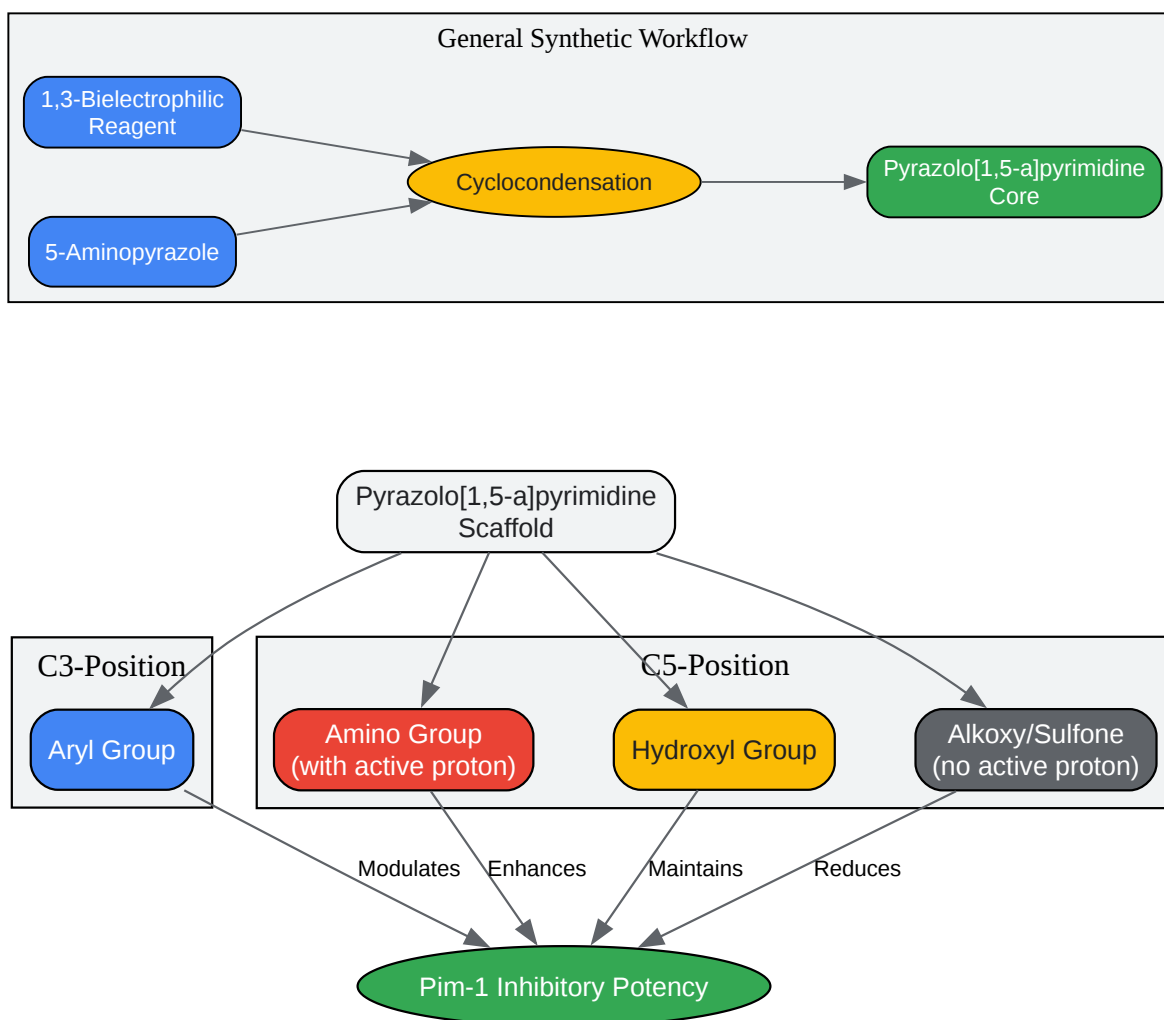 General Synthetic Workflow
1,3-Bielectrophilic
Reagent
Cyclocondensation
Pyrazolo[1,5-a]pyrimidine
Core
5-Aminopyrazole
Pyrazolo[1,5-a]pyrimidine
Scaffold
C3-Position
C5-Position
Aryl Group
Amino Group
(with active proton)
Hydroxyl Group
Alkoxy/Sulfone
(no active proton)
Modulates
Enhances
Maintains
Reduces
Pim-1 Inhibitory Potency